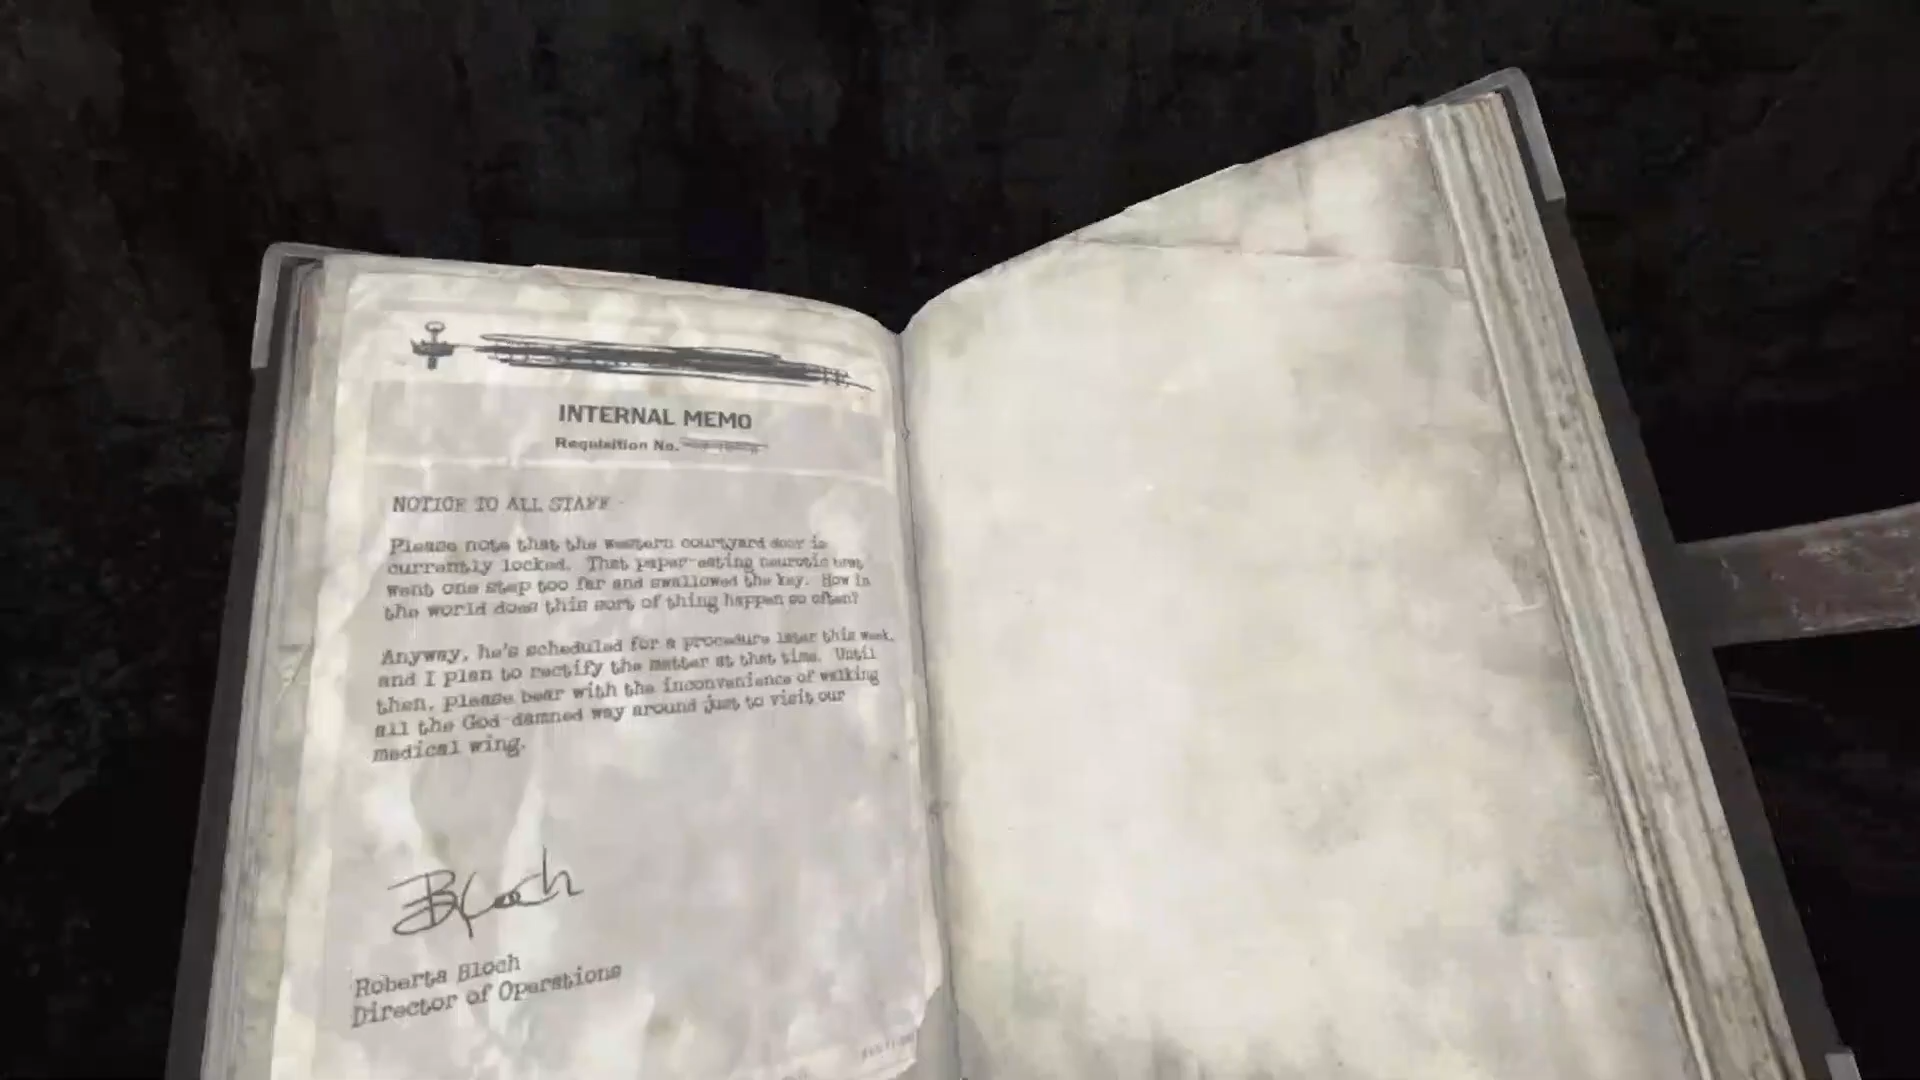 INTERNAL MEMO
Requisition No.
NOTICE TO ALL STAFF -
Please note that the western courtyard door is
currently locked. That paper-eating neurotic
went one step too far and swallowed the key. How in
the world does this sort of thing happen so often?
Anyway, he's scheduled for a procedure later this week,
and I plan to rectify the matter at that time. Until
then, please bear with the inconvenience of walking
all the God-damned way around just to visit our
medical wing.
Bloch
Roberta Bloch
Director of Operations